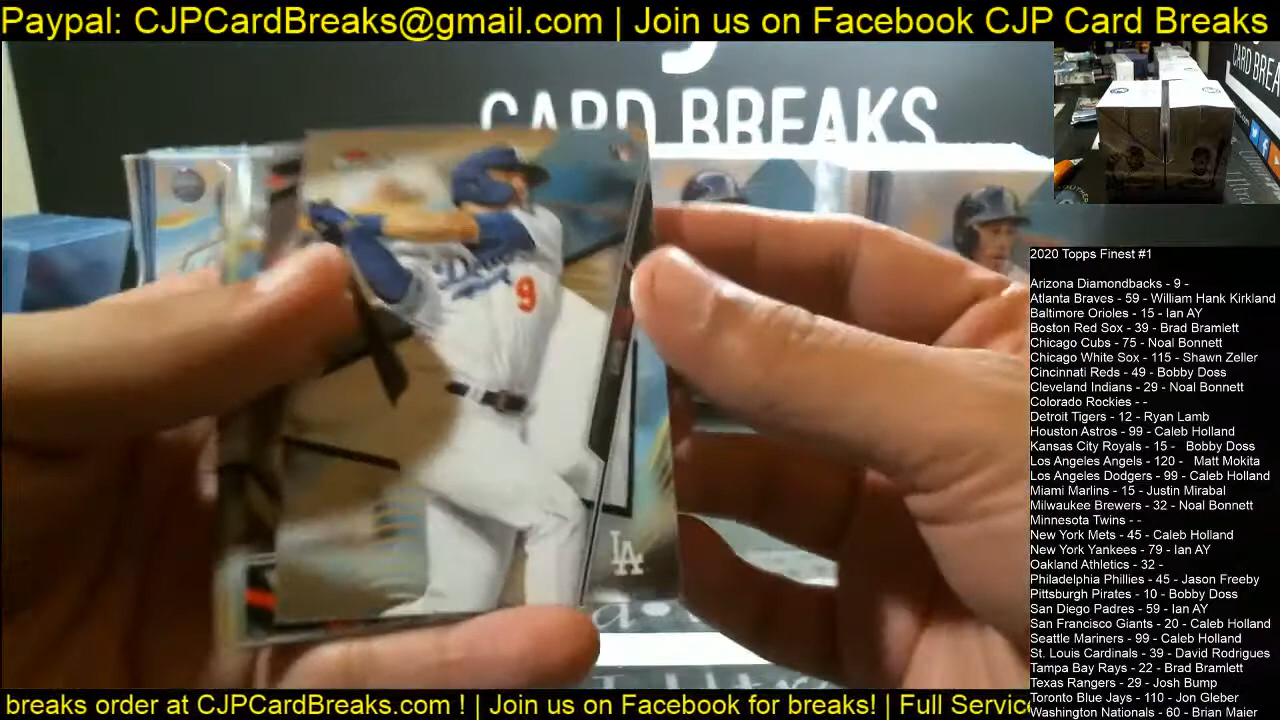 Paypal: CJPCardBreaks@gmail.com | Join us on Facebook CJP Card Breaks
CARD BREAKS
CARD BREA
Dodgers
9
LA
2020 Topps Finest #1
Arizona Diamondbacks - 9 -
Atlanta Braves - 59 - William Hank Kirkland
Baltimore Orioles - 15 - Ian AY
Boston Red Sox - 39 - Brad Bramlett
Chicago Cubs - 75 - Noal Bonnett
Chicago White Sox - 115 - Shawn Zeller
Cincinnati Reds - 49 - Bobby Doss
Cleveland Indians - 29 - Noal Bonnett
Colorado Rockies - -
Detroit Tigers - 12 - Ryan Lamb
Houston Astros - 99 - Caleb Holland
Kansas City Royals - 15 - Bobby Doss
Los Angeles Angels - 120 - Matt Mokita
Los Angeles Dodgers - 99 - Caleb Holland
Miami Marlins - 15 - Justin Mirabal
Milwaukee Brewers - 32 - Noal Bonnett
Minnesota Twins - -
New York Mets - 45 - Caleb Holland
New York Yankees - 79 - Ian AY
Oakland Athletics - 32 -
Philadelphia Phillies - 45 - Jason Freeby
Pittsburgh Pirates - 10 - Bobby Doss
San Diego Padres - 59 - Ian AY
San Francisco Giants - 20 - Caleb Holland
Seattle Mariners - 99 - Caleb Holland
St. Louis Cardinals - 39 - David Rodrigues
Tampa Bay Rays - 22 - Brad Bramlett
Texas Rangers - 29 - Josh Bump
Toronto Blue Jays - 110 - Jon Gleber
Washington Nationals - 60 - Brian Maier
breaks order at CJPCardBreaks.com ! | Join us on Facebook for breaks! | Full Servic